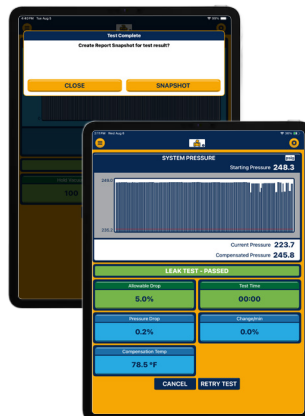 Test Complete
Create Report Snapshot for test result?
CLOSE
SNAPSHOT
100
SYSTEM PRESSURE
Starting Pressure 248.3
249.0
Current Pressure 223.7
Compensated Pressure 245.8
LEAK TEST - PASSED
Allowable Drop
Test Time
5.0%
00:00
Pressure Drop
Change/min
0.2%
0.0%
Compensation Temp
78.5 °F
CANCEL
RETRY TEST